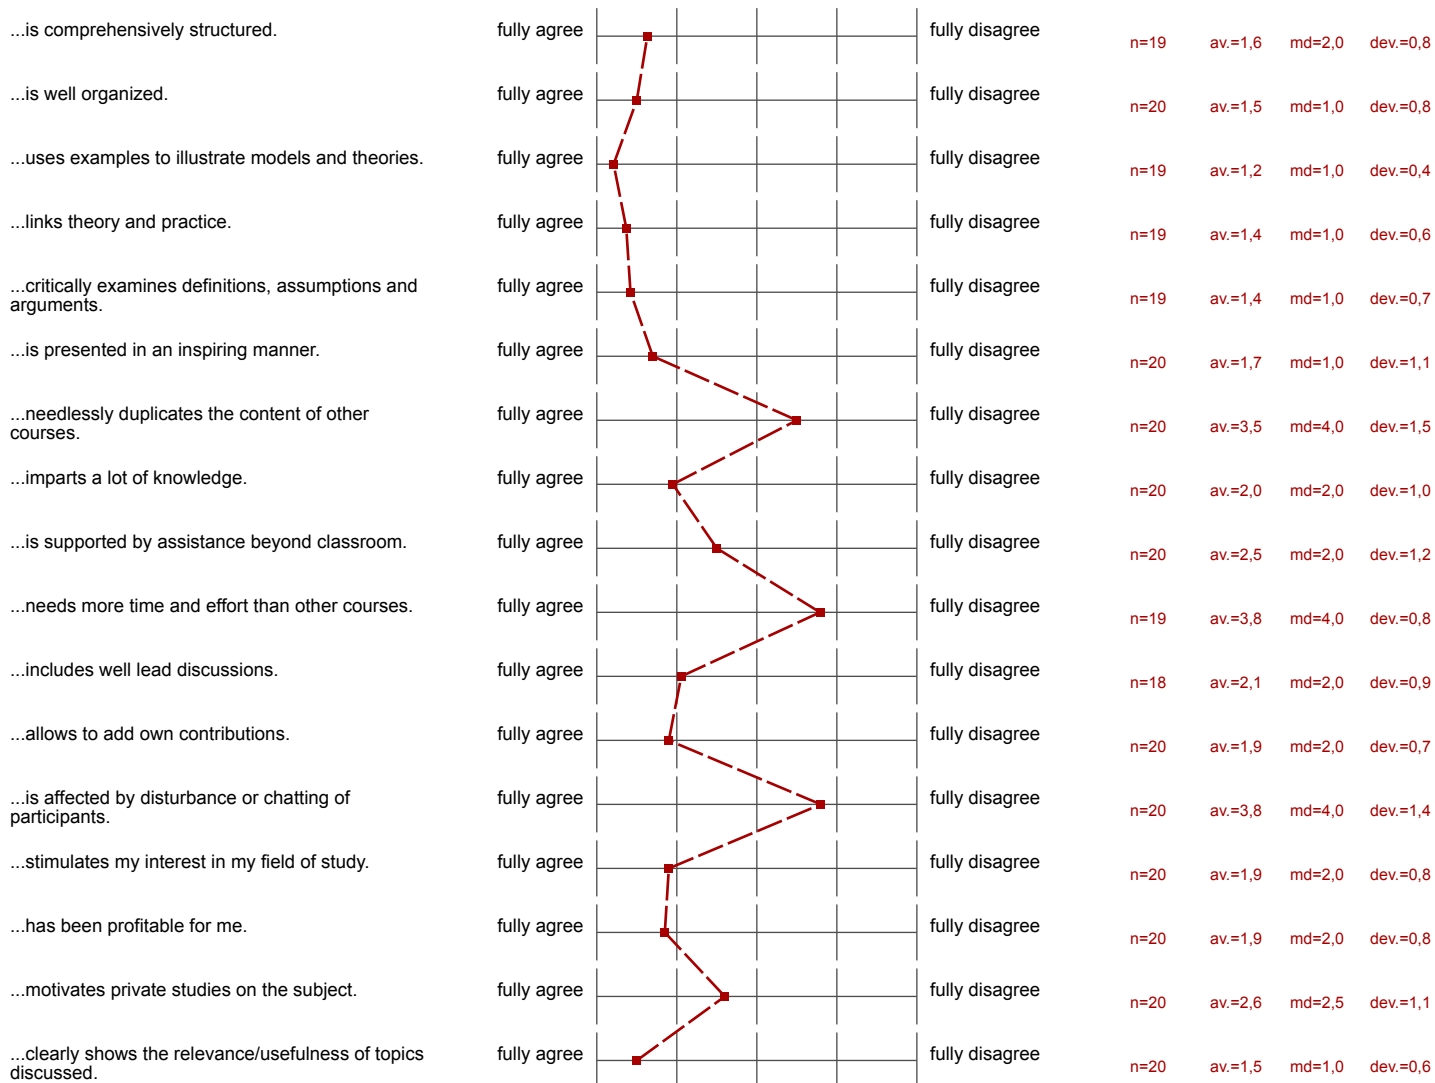 ...is comprehensively structured. fully agree fully disagree n=19 av.=1,6 md=2,0 dev.=0,8
...is well organized. fully agree fully disagree n=20 av.=1,5 md=1,0 dev.=0,8
...uses examples to illustrate models and theories. fully agree fully disagree n=19 av.=1,2 md=1,0 dev.=0,4
...links theory and practice. fully agree fully disagree n=19 av.=1,4 md=1,0 dev.=0,6
...critically examines definitions, assumptions and fully agree fully disagree n=19 av.=1,4 md=1,0 dev.=0,7
arguments.
...is presented in an inspiring manner. fully agree fully disagree n=20 av.=1,7 md=1,0 dev.=1,1
...needlessly duplicates the content of other fully agree fully disagree n=20 av.=3,5 md=4,0 dev.=1,5
courses.
...imparts a lot of knowledge. fully agree fully disagree n=20 av.=2,0 md=2,0 dev.=1,0
...is supported by assistance beyond classroom. fully agree fully disagree n=20 av.=2,5 md=2,0 dev.=1,2
...needs more time and effort than other courses. fully agree fully disagree n=19 av.=3,8 md=4,0 dev.=0,8
...includes well lead discussions. fully agree fully disagree n=18 av.=2,1 md=2,0 dev.=0,9
...allows to add own contributions. fully agree fully disagree n=20 av.=1,9 md=2,0 dev.=0,7
...is affected by disturbance or chatting of fully agree fully disagree n=20 av.=3,8 md=4,0 dev.=1,4
participants.
...stimulates my interest in my field of study. fully agree fully disagree n=20 av.=1,9 md=2,0 dev.=0,8
...has been profitable for me. fully agree fully disagree n=20 av.=1,9 md=2,0 dev.=0,8
...motivates private studies on the subject. fully agree fully disagree n=20 av.=2,6 md=2,5 dev.=1,1
...clearly shows the relevance/usefulness of topics fully agree fully disagree n=20 av.=1,5 md=1,0 dev.=0,6
discussed.